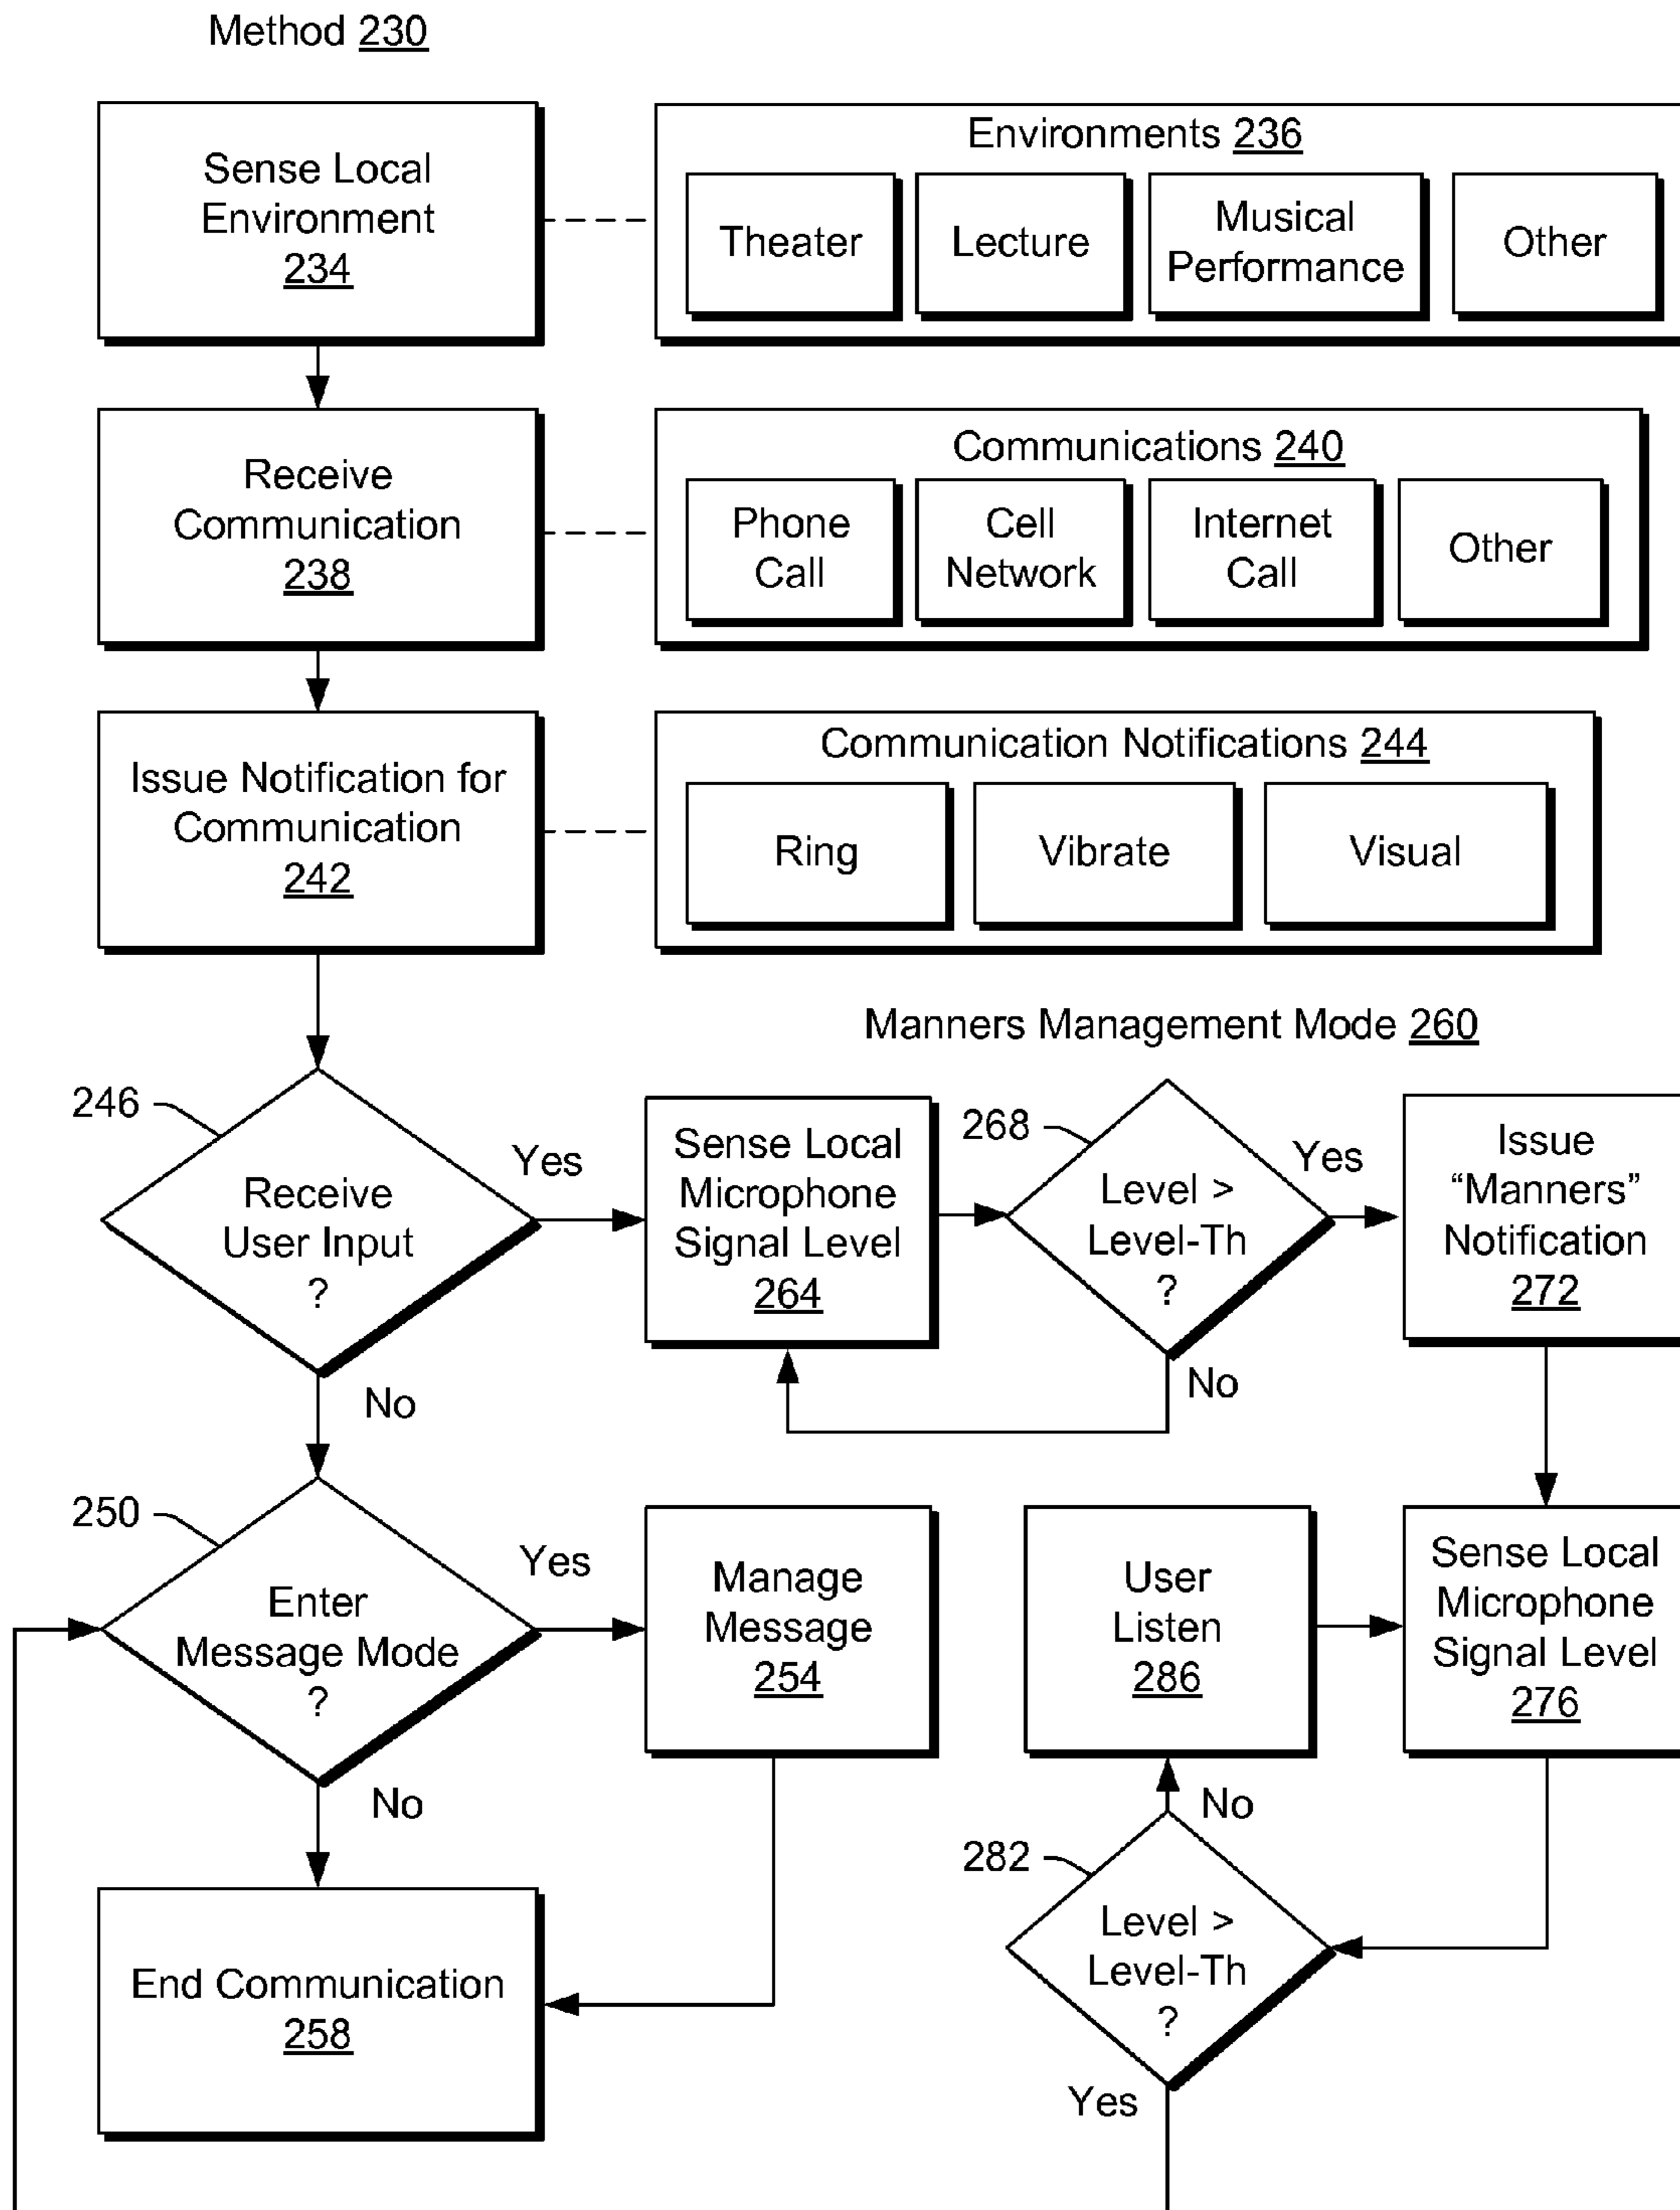 Method 230
Sense Local
Environment
234
Environments 236
Theater
Lecture
Musical
Performance
Other
Receive
Communication
238
Communications 240
Phone
Call
Cell
Network
Internet
Call
Other
Issue Notification for
Communication
242
Communication Notifications 244
Ring
Vibrate
Visual
Manners Management Mode 260
246
Receive
User Input
?
Yes
No
Sense Local
Microphone
Signal Level
264
268
Level >
Level-Th
?
Yes
No
Issue
“Manners”
Notification
272
250
Enter
Message Mode
?
Yes
No
Manage
Message
254
User
Listen
286
Sense Local
Microphone
Signal Level
276
End Communication
258
282
No
Level >
Level-Th
?
Yes